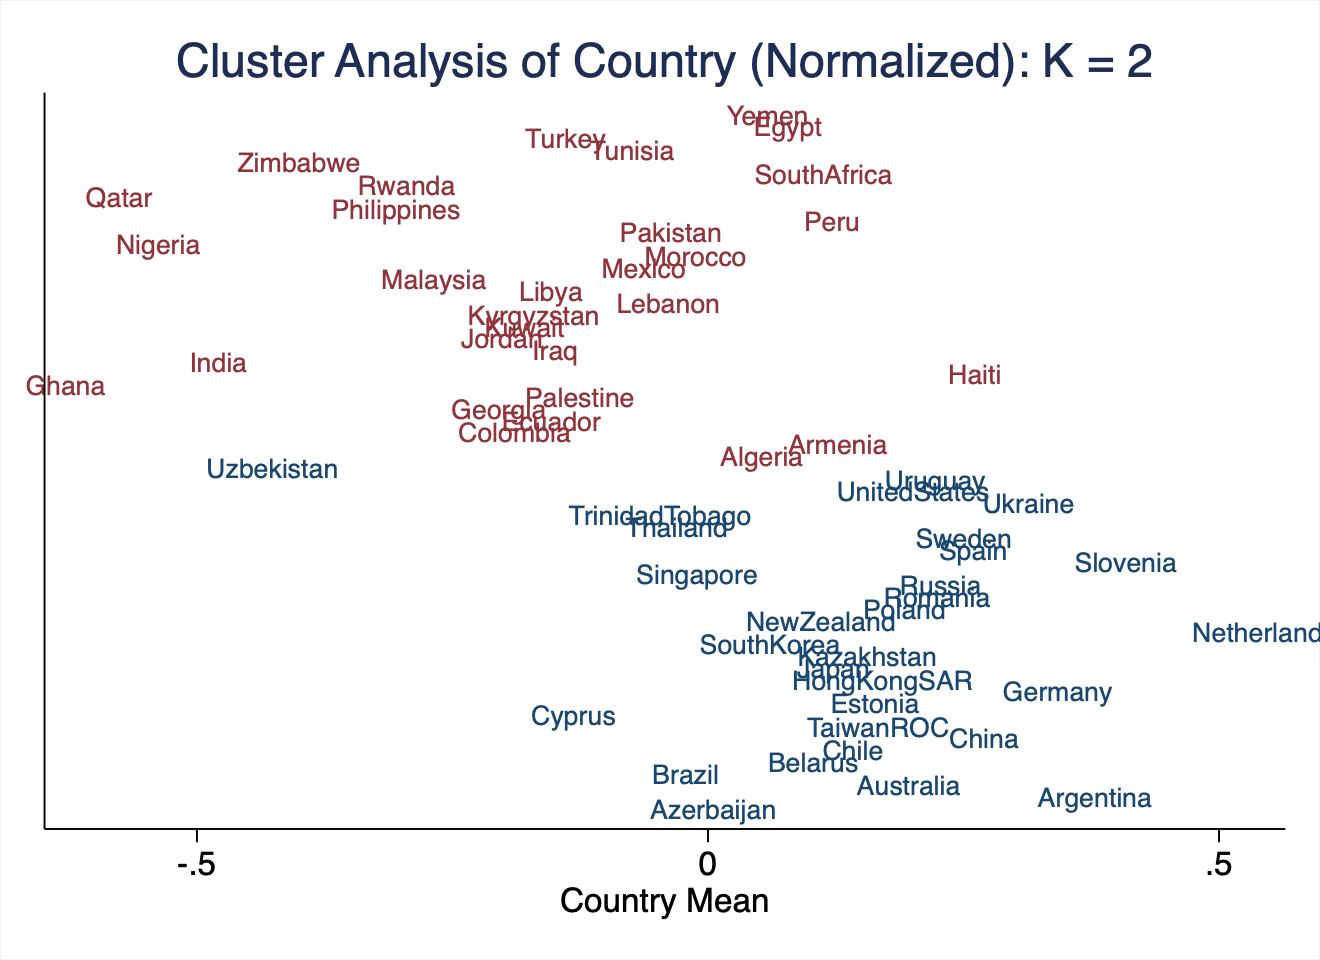 Cluster Analysis of Country (Normalized): K = 2
Yemen
Egypt
Turkey
Tunisia
Zimbabwe
SouthAfrica
Rwanda
Qatar
Philippines
Peru
Pakistan
Nigeria
Morocco
Mexico
Malaysia
Libya
Lebanon
Kyrgyzstan
Kuwait
Jordan
Iraq
India
Haiti
Ghana
Palestine
Georgia
Ecuador
Colombia
Armenia
Algeria
Uzbekistan
Uruguay
UnitedStates
Ukraine
TrinidadTobago
Thailand
Sweden
Spain
Slovenia
Singapore
Russia
Romania
Poland
NewZealand
Netherland
SouthKorea
Kazakhstan
Japan
HongKongSAR
Germany
Estonia
Cyprus
TaiwanROC
China
Chile
Belarus
Brazil
Australia
Argentina
Azerbaijan
-.5 0 .5
Country Mean